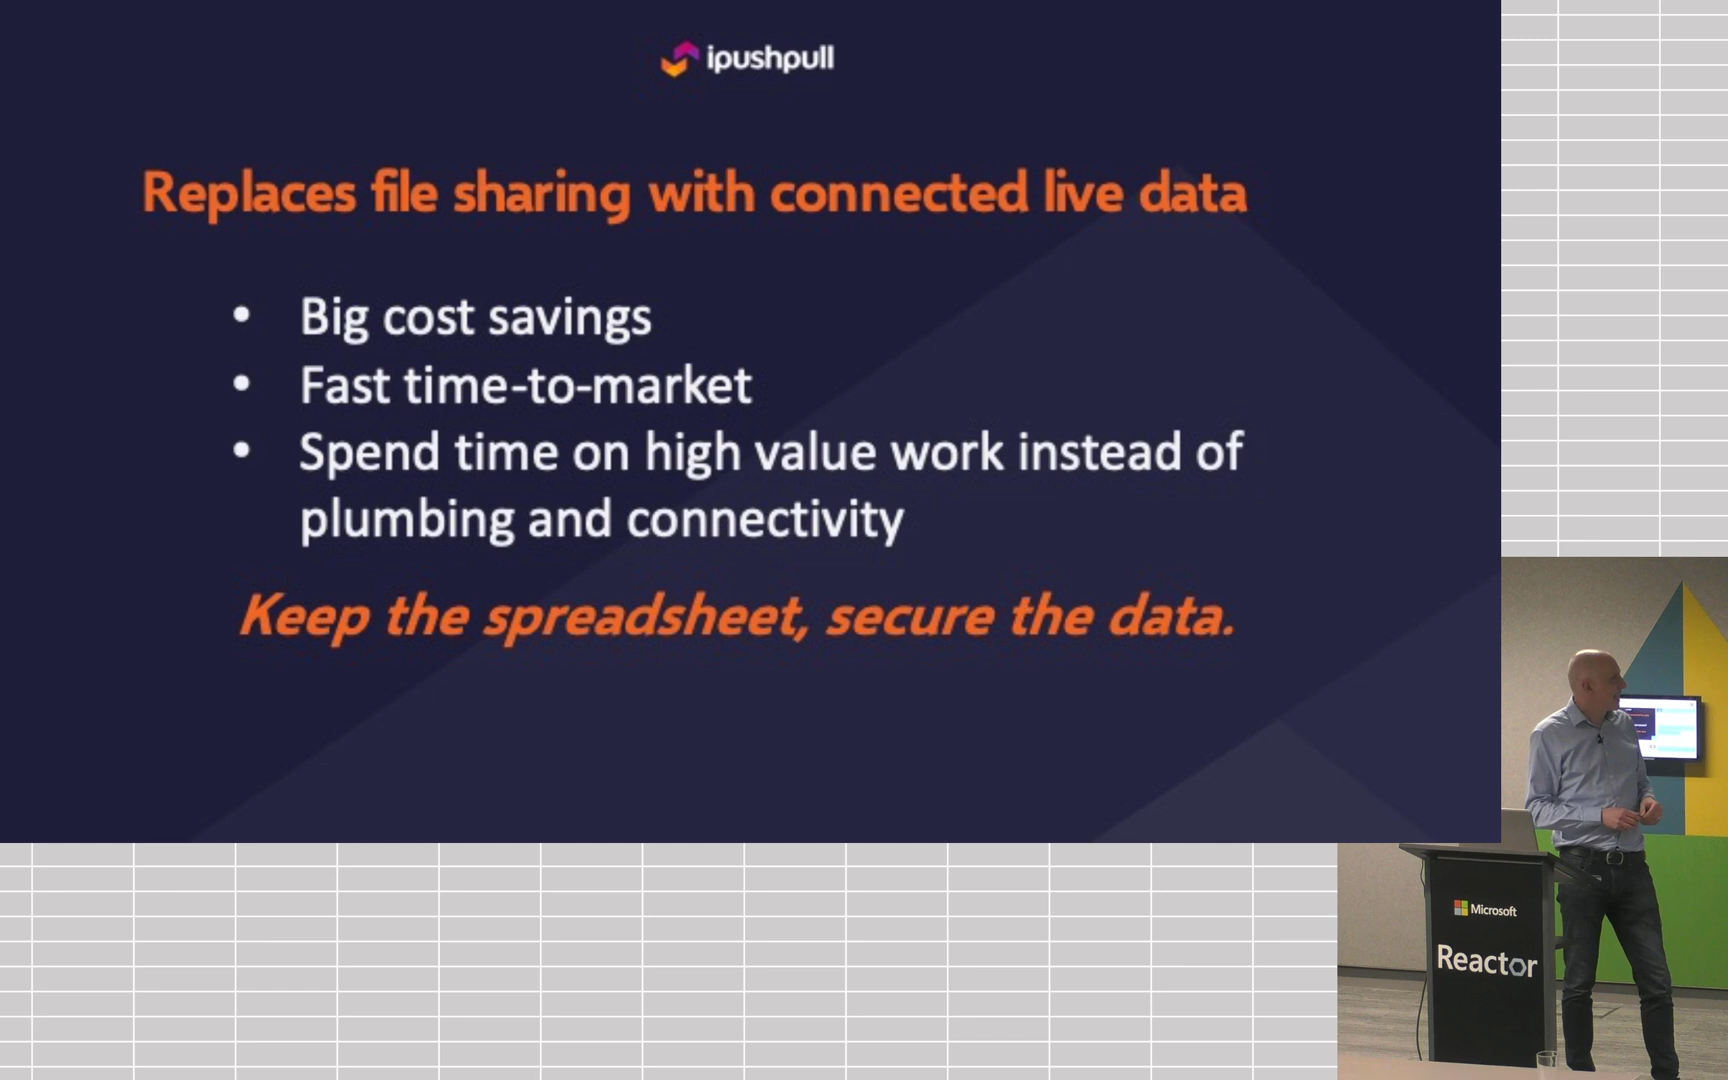 ipushpull
Replaces file sharing with connected live data
• Big cost savings
• Fast time-to-market
• Spend time on high value work instead of
plumbing and connectivity
Keep the spreadsheet, secure the data.
Microsoft
Reactor